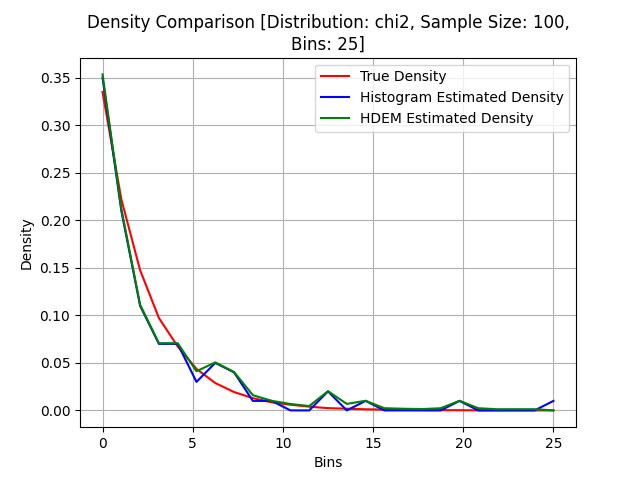 Density Comparison [Distribution: chi2, Sample Size: 100,
Bins: 25]
True Density
Histogram Estimated Density
HDEM Estimated Density
Density
0.35
0.30
0.25
0.20
0.15
0.10
0.05
0.00
0 5 10 15 20 25
Bins